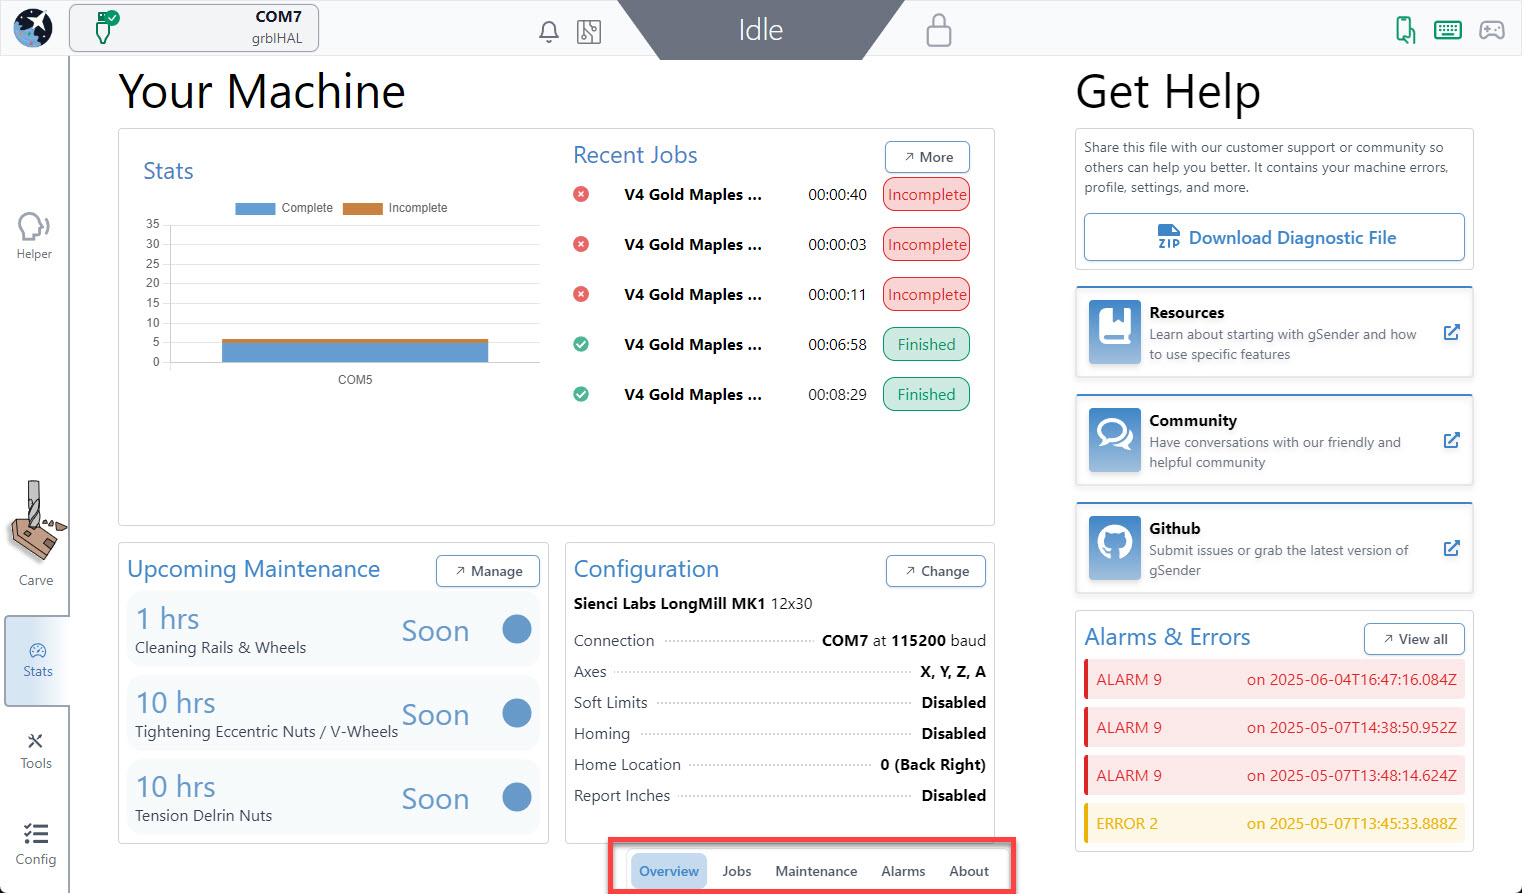 COM7
grblHAL
Idle
Helper
Carve
Stats
Tools
Config
Your Machine
Stats
Complete
Incomplete
35
30
25
20
15
10
5
0
COM5
Recent Jobs
More
V4 Gold Maples ... 00:00:40 Incomplete
V4 Gold Maples ... 00:00:03 Incomplete
V4 Gold Maples ... 00:00:11 Incomplete
V4 Gold Maples ... 00:06:58 Finished
V4 Gold Maples ... 00:08:29 Finished
Upcoming Maintenance
Manage
1 hrs
Cleaning Rails & Wheels
Soon
10 hrs
Tightening Eccentric Nuts / V-Wheels
Soon
10 hrs
Tension Delrin Nuts
Soon
Configuration
Change
Sienci Labs LongMill MK1 12x30
Connection COM7 at 115200 baud
Axes X, Y, Z, A
Soft Limits Disabled
Homing Disabled
Home Location 0 (Back Right)
Report Inches Disabled
Get Help
Share this file with our customer support or community so
others can help you better. It contains your machine errors,
profile, settings, and more.
ZIP Download Diagnostic File
Resources
Learn about starting with gSender and how
to use specific features
Community
Have conversations with our friendly and
helpful community
Github
Submit issues or grab the latest version of
gSender
Alarms & Errors
View all
ALARM 9 on 2025-06-04T16:47:16.084Z
ALARM 9 on 2025-05-07T14:38:50.952Z
ALARM 9 on 2025-05-07T13:48:14.624Z
ERROR 2 on 2025-05-07T13:45:33.888Z
Overview Jobs Maintenance Alarms About